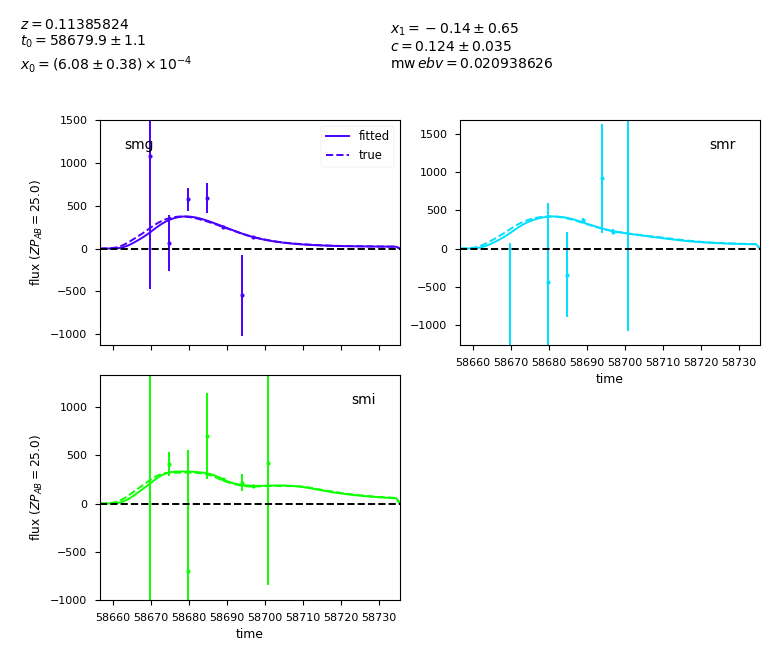 z = 0.11385824
t₀ = 58679.9 ± 1.1
x₀ = (6.08 ± 0.38) × 10⁻⁴
x₁ = −0.14 ± 0.65
c = 0.124 ± 0.035
mw ebv = 0.020938626
smg
fitted
true
1500
1000
500
0
−500
−1000
flux (ZP_AB = 25.0)
smr
1500
1000
500
0
−500
−1000
58660 58670 58680 58690 58700 58710 58720 58730
time
smi
1000
500
0
−500
−1000
flux (ZP_AB = 25.0)
58660 58670 58680 58690 58700 58710 58720 58730
time